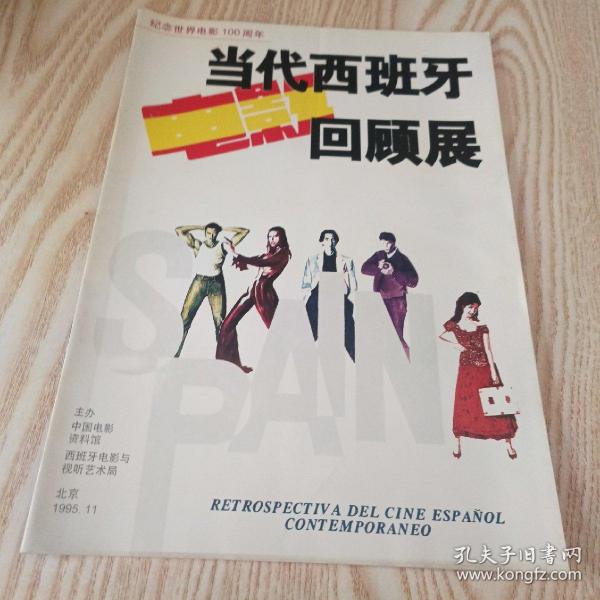 纪念世界电影100周年
当代西班牙
电影
回顾展
SPAIN
主办
中国电影
资料馆
西班牙电影与
视听艺术局
北京
1995.11
RETROSPECTIVA DEL CINE ESPAÑOL
CONTEMPORANEO
孔夫子旧书网
www.kongfz.com